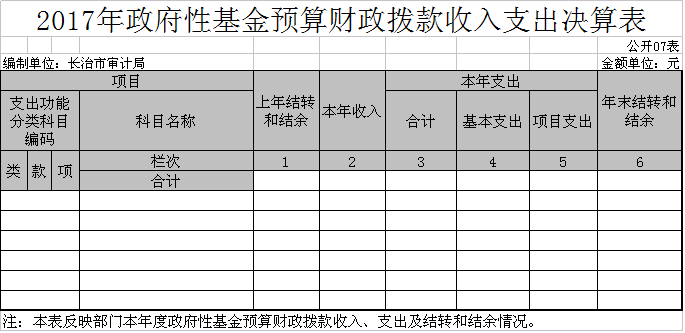 2017年政府性基金预算财政拨款收入支出决算表
公开07表
编制单位：长治市审计局 金额单位：元
项目 上年结转和结余 本年收入 本年支出 年末结转和结余
支出功能分类科目编码 科目名称 合计 基本支出 项目支出
类 款 项 栏次 1 2 3 4 5 6
合计
注：本表反映部门本年度政府性基金预算财政拨款收入、支出及结转和结余情况。